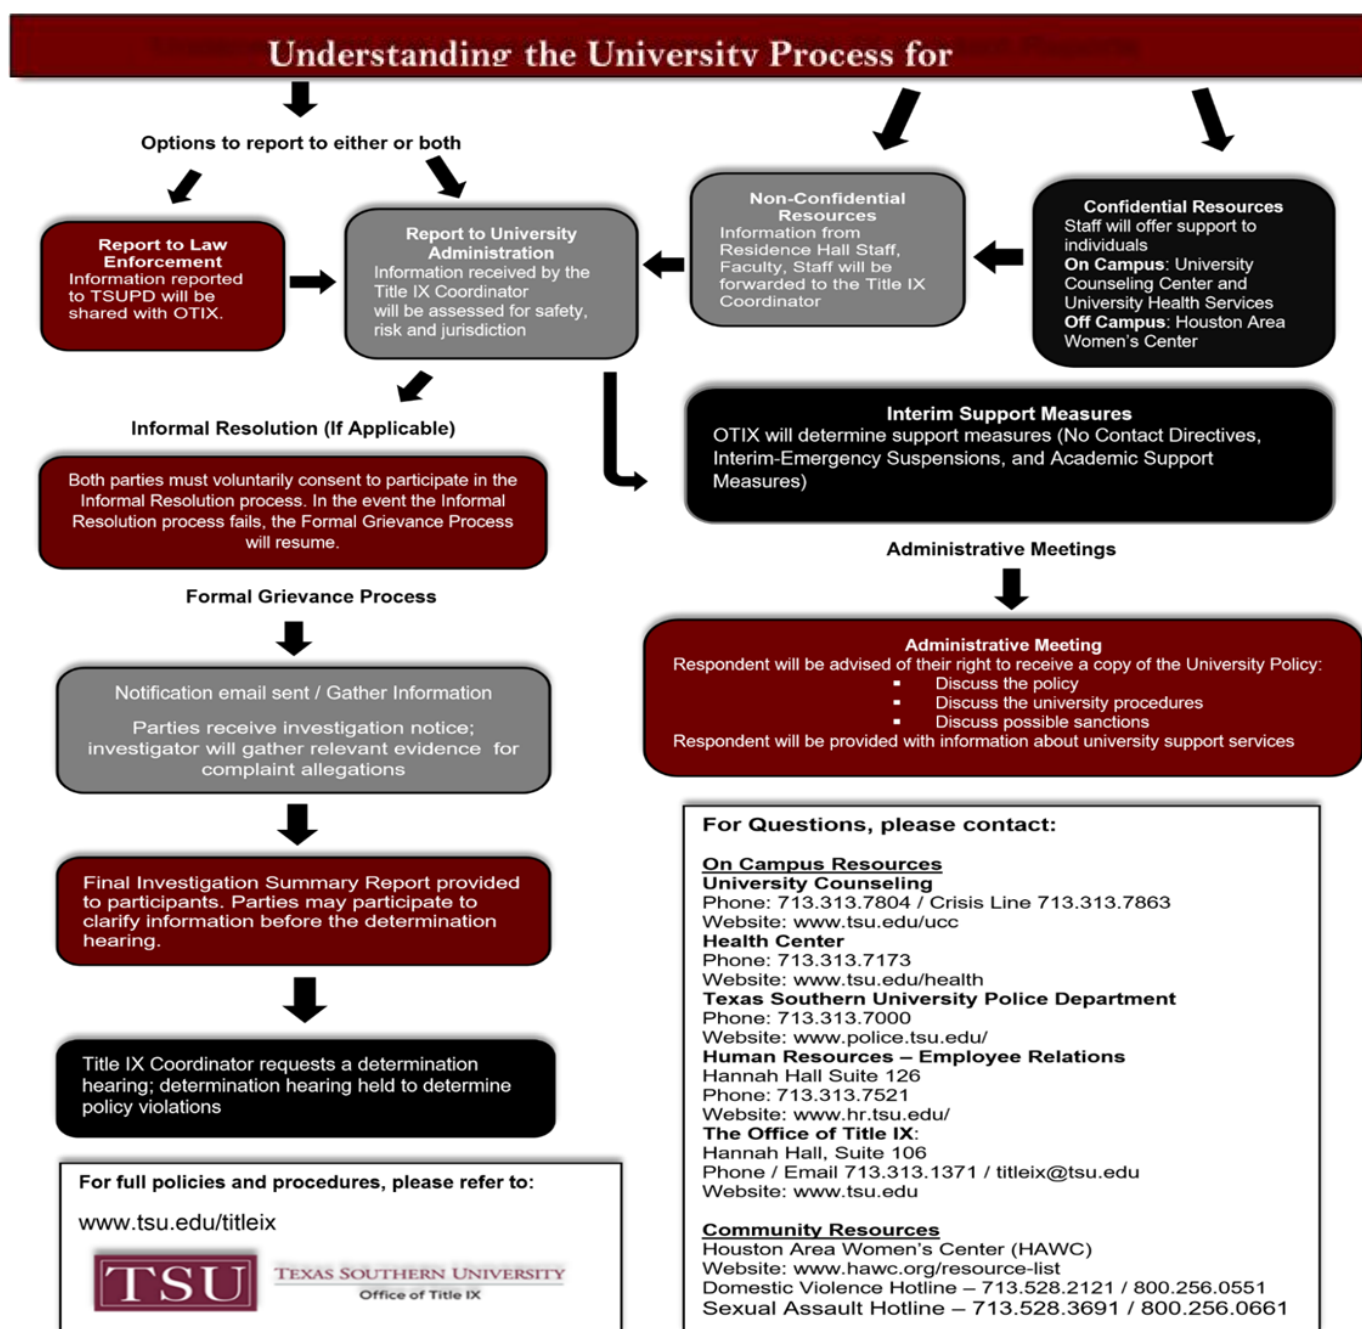 Understanding the University Process for
Options to report to either or both
Report to Law
Enforcement
Information reported
to TSUPD will be
shared with OTIX.
Report to University
Administration
Information received by the
Title IX Coordinator
will be assessed for safety,
risk and jurisdiction
Non-Confidential
Resources
Information from
Residence Hall Staff,
Faculty, Staff will be
forwarded to the Title IX
Coordinator
Confidential Resources
Staff will offer support to
individuals
On Campus: University
Counseling Center and
University Health Services
Off Campus: Houston Area
Women's Center
Informal Resolution (If Applicable)
Both parties must voluntarily consent to participate in the
Informal Resolution process. In the event the Informal
Resolution process fails, the Formal Grievance Process
will resume.
Formal Grievance Process
Notification email sent / Gather Information
Parties receive investigation notice;
investigator will gather relevant evidence for
complaint allegations
Final Investigation Summary Report provided
to participants. Parties may participate to
clarify information before the determination
hearing.
Title IX Coordinator requests a determination
hearing; determination hearing held to determine
policy violations
For full policies and procedures, please refer to:
www.tsu.edu/titleix
TSU
TEXAS SOUTHERN UNIVERSITY
Office of Title IX
Interim Support Measures
OTIX will determine support measures (No Contact Directives,
Interim-Emergency Suspensions, and Academic Support
Measures)
Administrative Meetings
Administrative Meeting
Respondent will be advised of their right to receive a copy of the University Policy:
▪ Discuss the policy
▪ Discuss the university procedures
▪ Discuss possible sanctions
Respondent will be provided with information about university support services
For Questions, please contact:
On Campus Resources
University Counseling
Phone: 713.313.7804 / Crisis Line 713.313.7863
Website: www.tsu.edu/ucc
Health Center
Phone: 713.313.7173
Website: www.tsu.edu/health
Texas Southern University Police Department
Phone: 713.313.7000
Website: www.police.tsu.edu/
Human Resources – Employee Relations
Hannah Hall Suite 126
Phone: 713.313.7521
Website: www.hr.tsu.edu/
The Office of Title IX:
Hannah Hall, Suite 106
Phone / Email 713.313.1371 / titleix@tsu.edu
Website: www.tsu.edu
Community Resources
Houston Area Women's Center (HAWC)
Website: www.hawc.org/resource-list
Domestic Violence Hotline – 713.528.2121 / 800.256.0551
Sexual Assault Hotline – 713.528.3691 / 800.256.0661